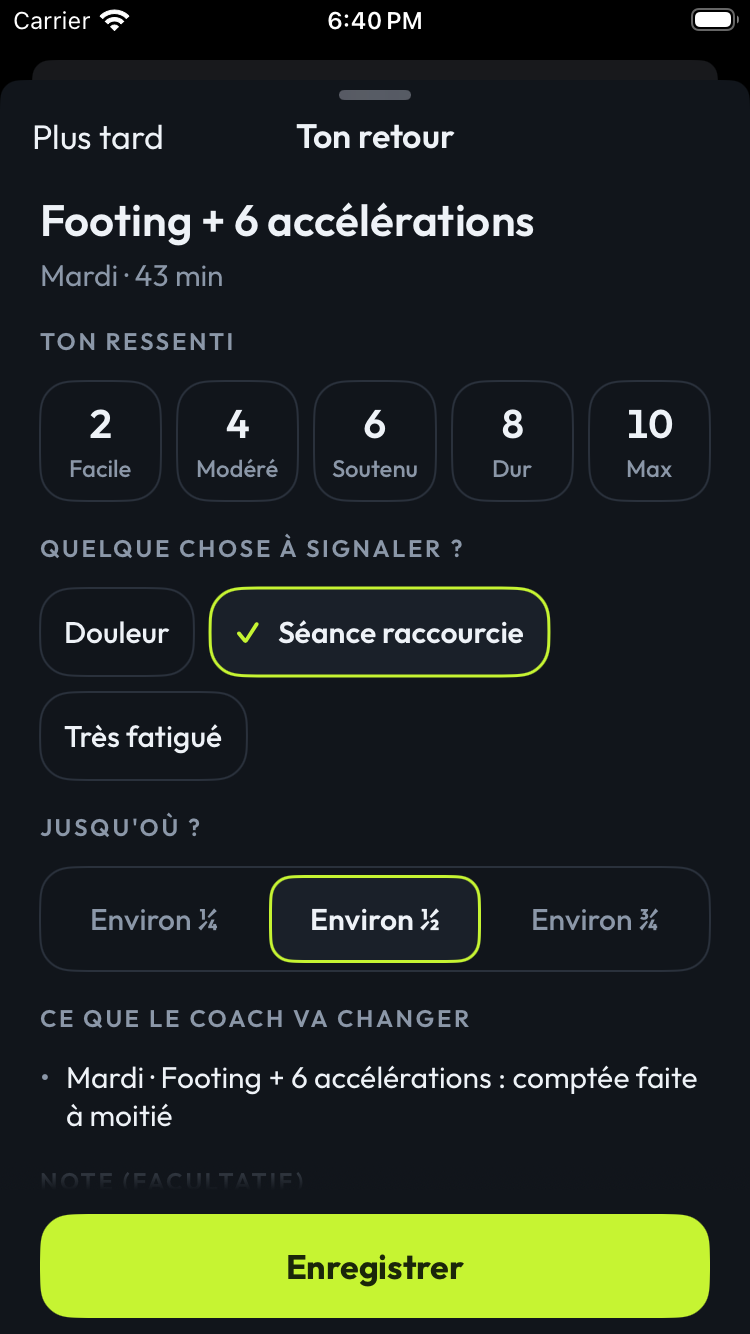 Carrier 6:40 PM
Plus tard Ton retour
Footing + 6 accélérations
Mardi · 43 min
TON RESSENTI
2 4 6 8 10
Facile Modéré Soutenu Dur Max
QUELQUE CHOSE À SIGNALER ?
Douleur ✓ Séance raccourcie
Très fatigué
JUSQU'OÙ ?
Environ ¼ Environ ½ Environ ¾
CE QUE LE COACH VA CHANGER
• Mardi · Footing + 6 accélérations : comptée faite
à moitié
NOTE (FACULTATIF)
Enregistrer